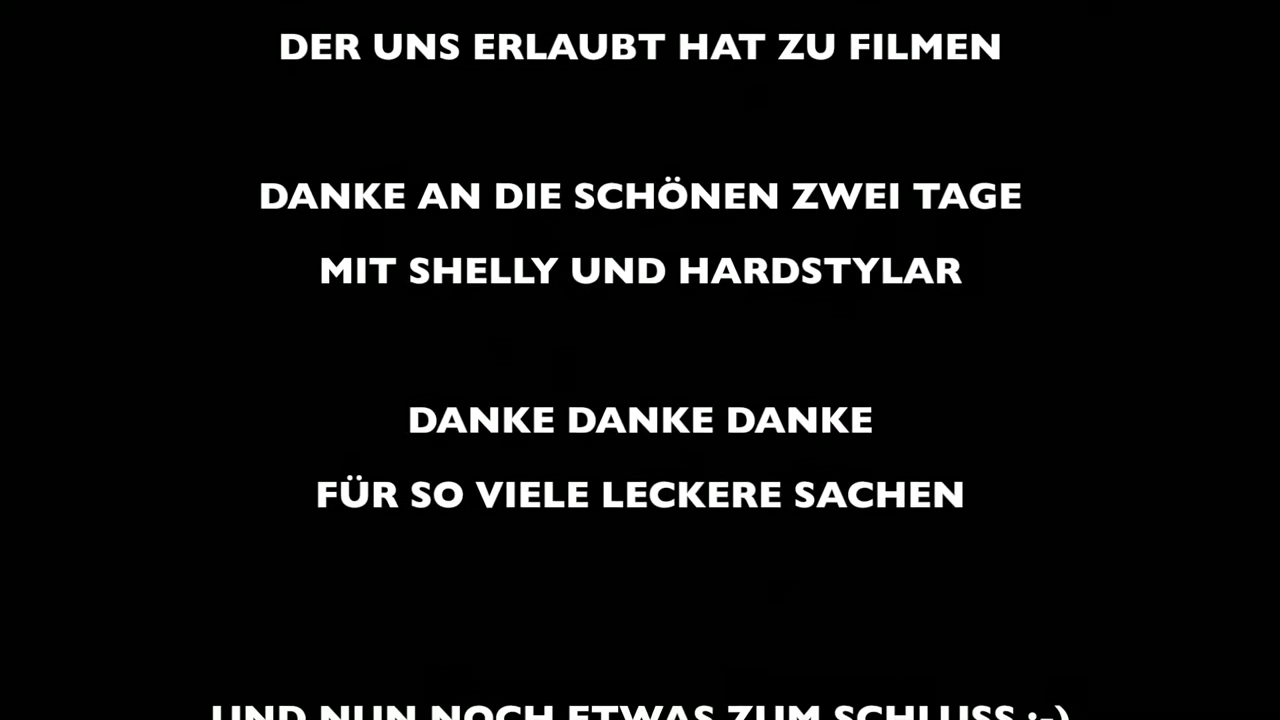 DER UNS ERLAUBT HAT ZU FILMEN
DANKE AN DIE SCHÖNEN ZWEI TAGE
MIT SHELLY UND HARDSTYLAR
DANKE DANKE DANKE
FÜR SO VIELE LECKERE SACHEN
UND NUN NOCH ETWAS ZUM SCHLUSS ;-)